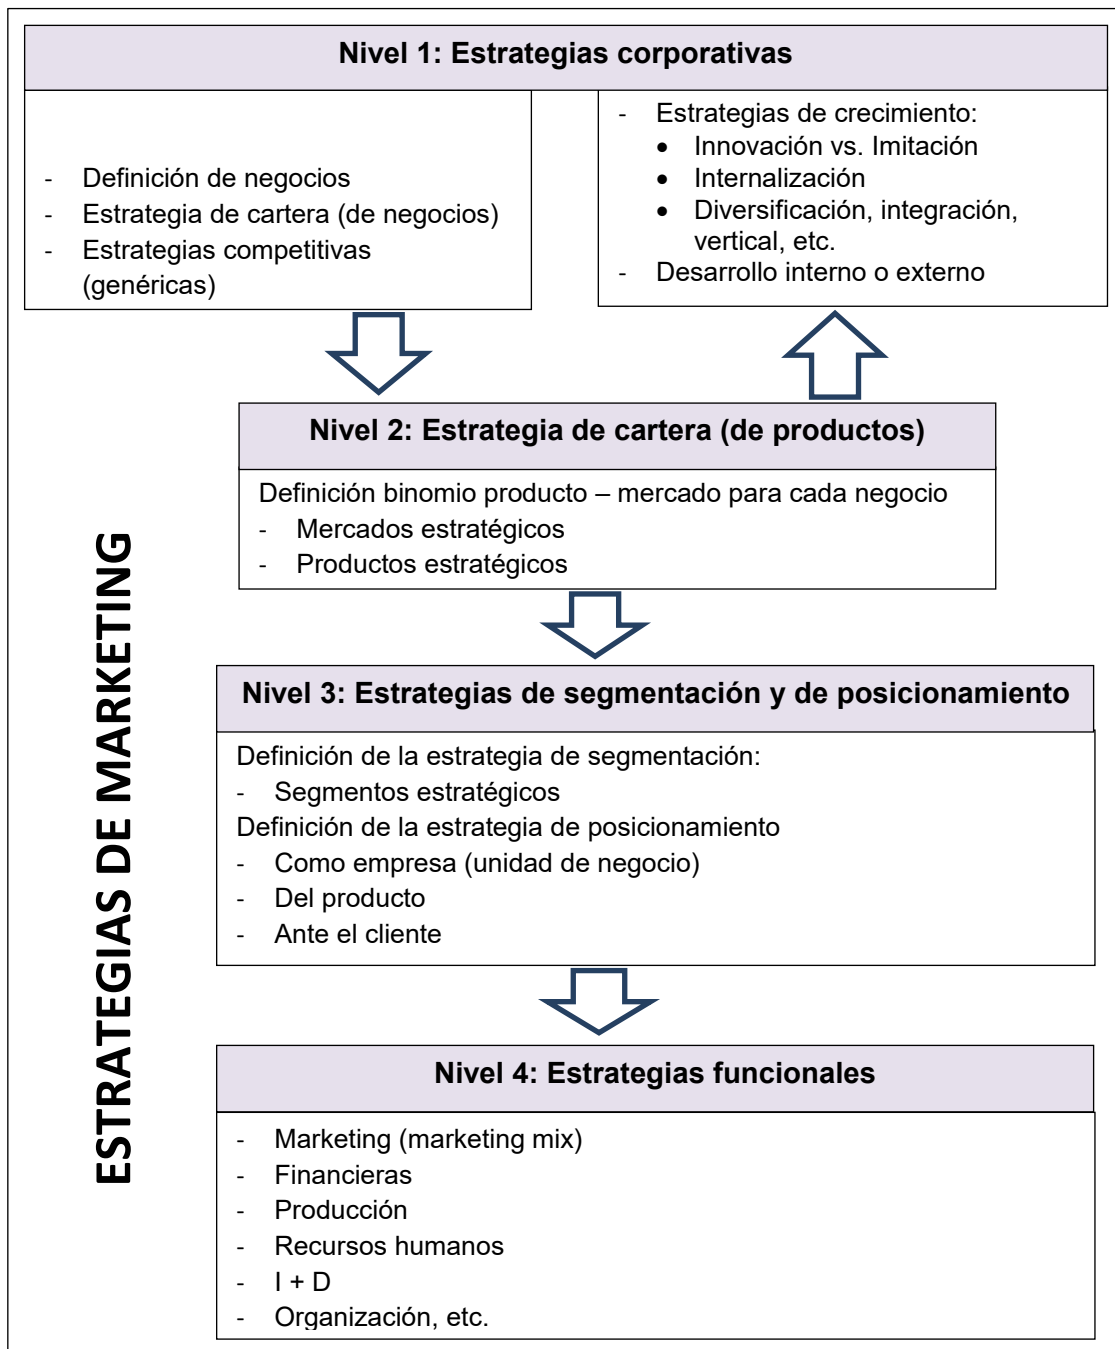 Nivel 1: Estrategias corporativas
- Definición de negocios
- Estrategia de cartera (de negocios)
- Estrategias competitivas
(genéricas)
- Estrategias de crecimiento:
• Innovación vs. Imitación
• Internalización
• Diversificación, integración,
vertical, etc.
- Desarrollo interno o externo
Nivel 2: Estrategia de cartera (de productos)
Definición binomio producto – mercado para cada negocio
- Mercados estratégicos
- Productos estratégicos
ESTRATEGIAS DE MARKETING
Nivel 3: Estrategias de segmentación y de posicionamiento
Definición de la estrategia de segmentación:
- Segmentos estratégicos
Definición de la estrategia de posicionamiento
- Como empresa (unidad de negocio)
- Del producto
- Ante el cliente
Nivel 4: Estrategias funcionales
- Marketing (marketing mix)
- Financieras
- Producción
- Recursos humanos
- I + D
- Organización, etc.